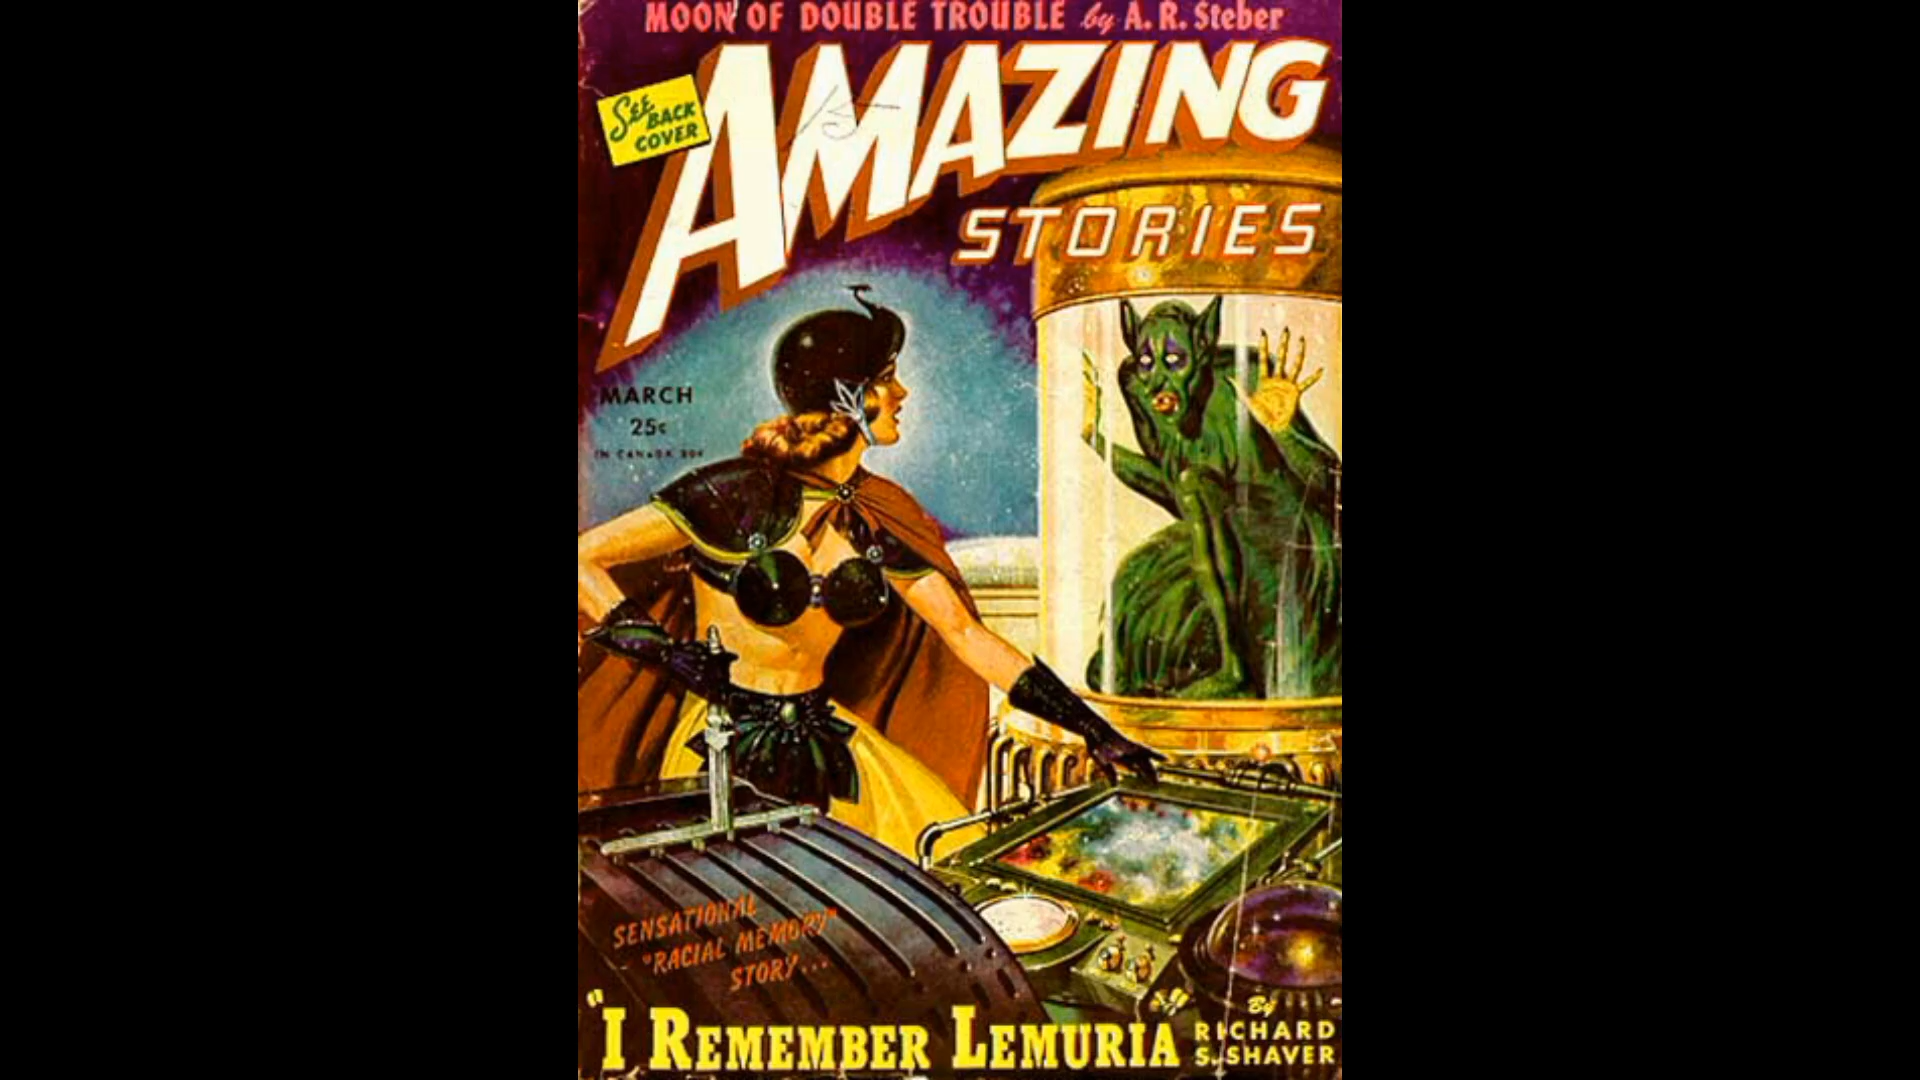 MOON OF DOUBLE TROUBLE by A. R. Steber
AMAZING
SEE
BACK
COVER
STORIES
MARCH
25¢
IN CANADA 30¢
SENSATIONAL
"RACIAL MEMORY"
STORY...
"I REMEMBER LEMURIA"
By
RICHARD
S. SHAVER